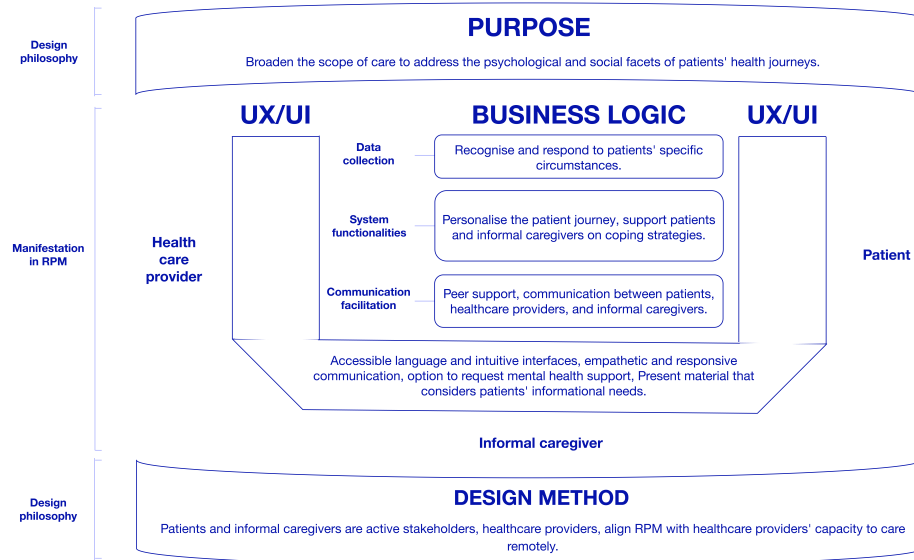 Design
philosophy
PURPOSE
Broaden the scope of care to address the psychological and social facets of patients' health journeys.
UX/UI
BUSINESS LOGIC
UX/UI
Data
collection
Recognise and respond to patients' specific
circumstances.
System
functionalities
Personalise the patient journey, support patients
and informal caregivers on coping strategies.
Manifestation
in RPM
Health
care
provider
Patient
Communication
facilitation
Peer support, communication between patients,
healthcare providers, and informal caregivers.
Accessible language and intuitive interfaces, empathetic and responsive
communication, option to request mental health support, Present material that
considers patients' informational needs.
Informal caregiver
Design
philosophy
DESIGN METHOD
Patients and informal caregivers are active stakeholders, healthcare providers, align RPM with healthcare providers' capacity to care
remotely.